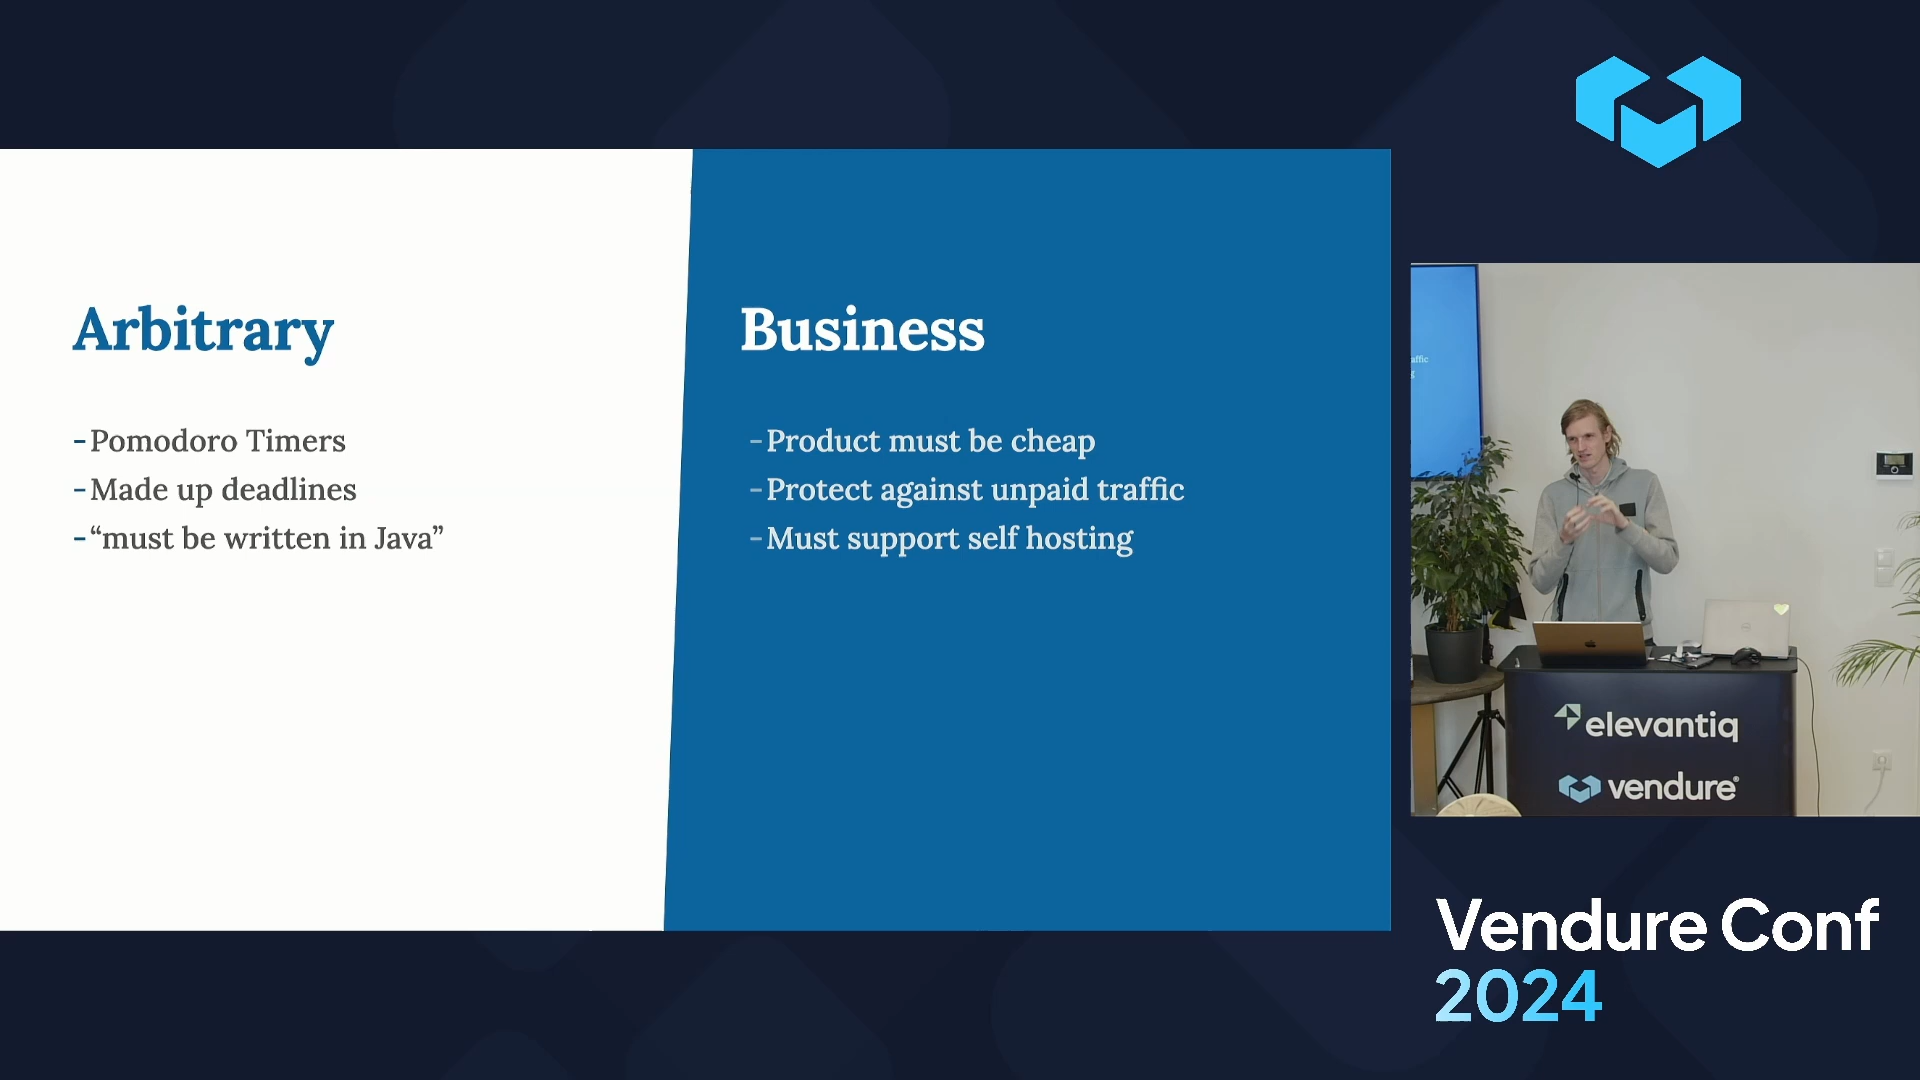 Arbitrary
-Pomodoro Timers
-Made up deadlines
-“must be written in Java”
Business
-Product must be cheap
-Protect against unpaid traffic
-Must support self hosting
affic
elevantiq
vendure®
Vendure Conf
2024